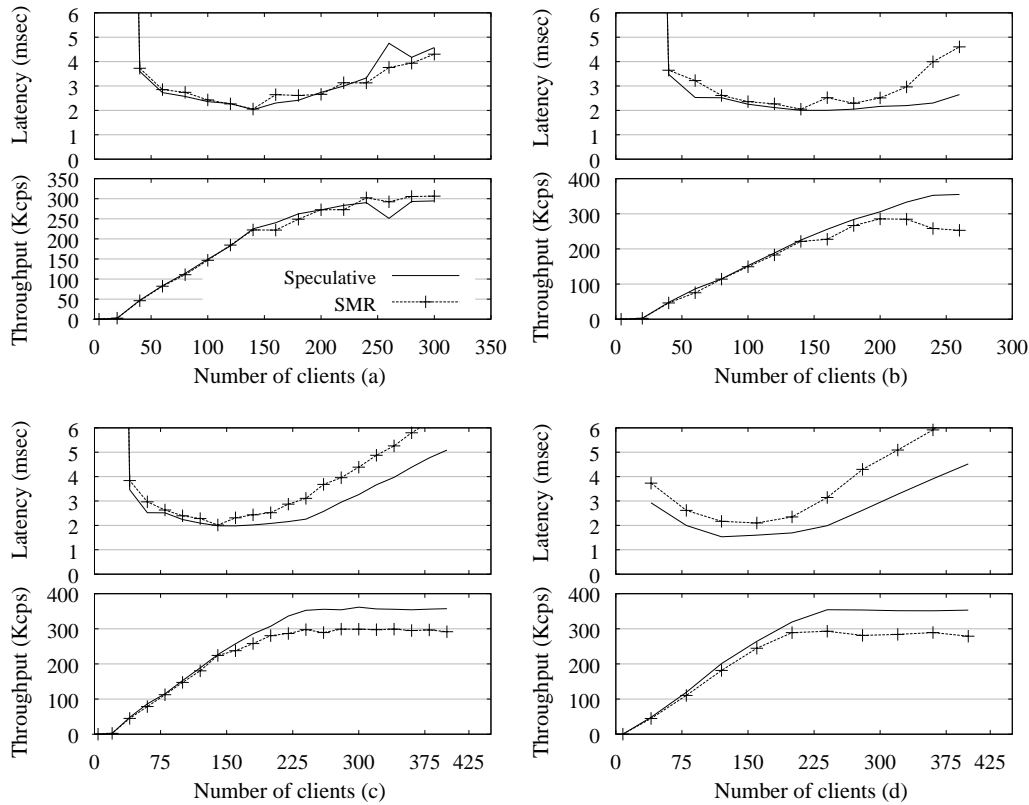 Latency (msec)
6
5
4
3
2
1
0
Throughput (Kcps)
350
300
250
200
150
100
50
0
Speculative
SMR
0 50 100 150 200 250 300 350
Number of clients (a)
Latency (msec)
6
5
4
3
2
1
0
Throughput (Kcps)
400
300
200
100
0
0 50 100 150 200 250 300
Number of clients (b)
Latency (msec)
6
5
4
3
2
1
0
Throughput (Kcps)
400
300
200
100
0
0 75 150 225 300 375 425
Number of clients (c)
Latency (msec)
6
5
4
3
2
1
0
Throughput (Kcps)
400
300
200
100
0
0 75 150 225 300 375 425
Number of clients (d)